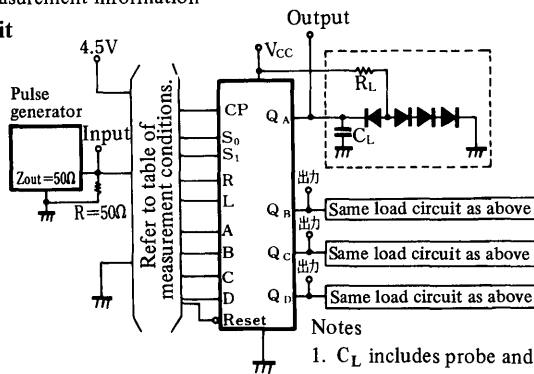 asurement information
it
Output
4.5V
VCC
RL
Pulse
generator
Input
Zout=50Ω
R=50Ω
Refer to table of
measurement conditions.
CP
S0
S1
R
L
A
B
C
D
Reset
QA
CL
出力
QB
Same load circuit as above
出力
QC
Same load circuit as above
出力
QD
Same load circuit as above
Notes
1. CL includes probe and